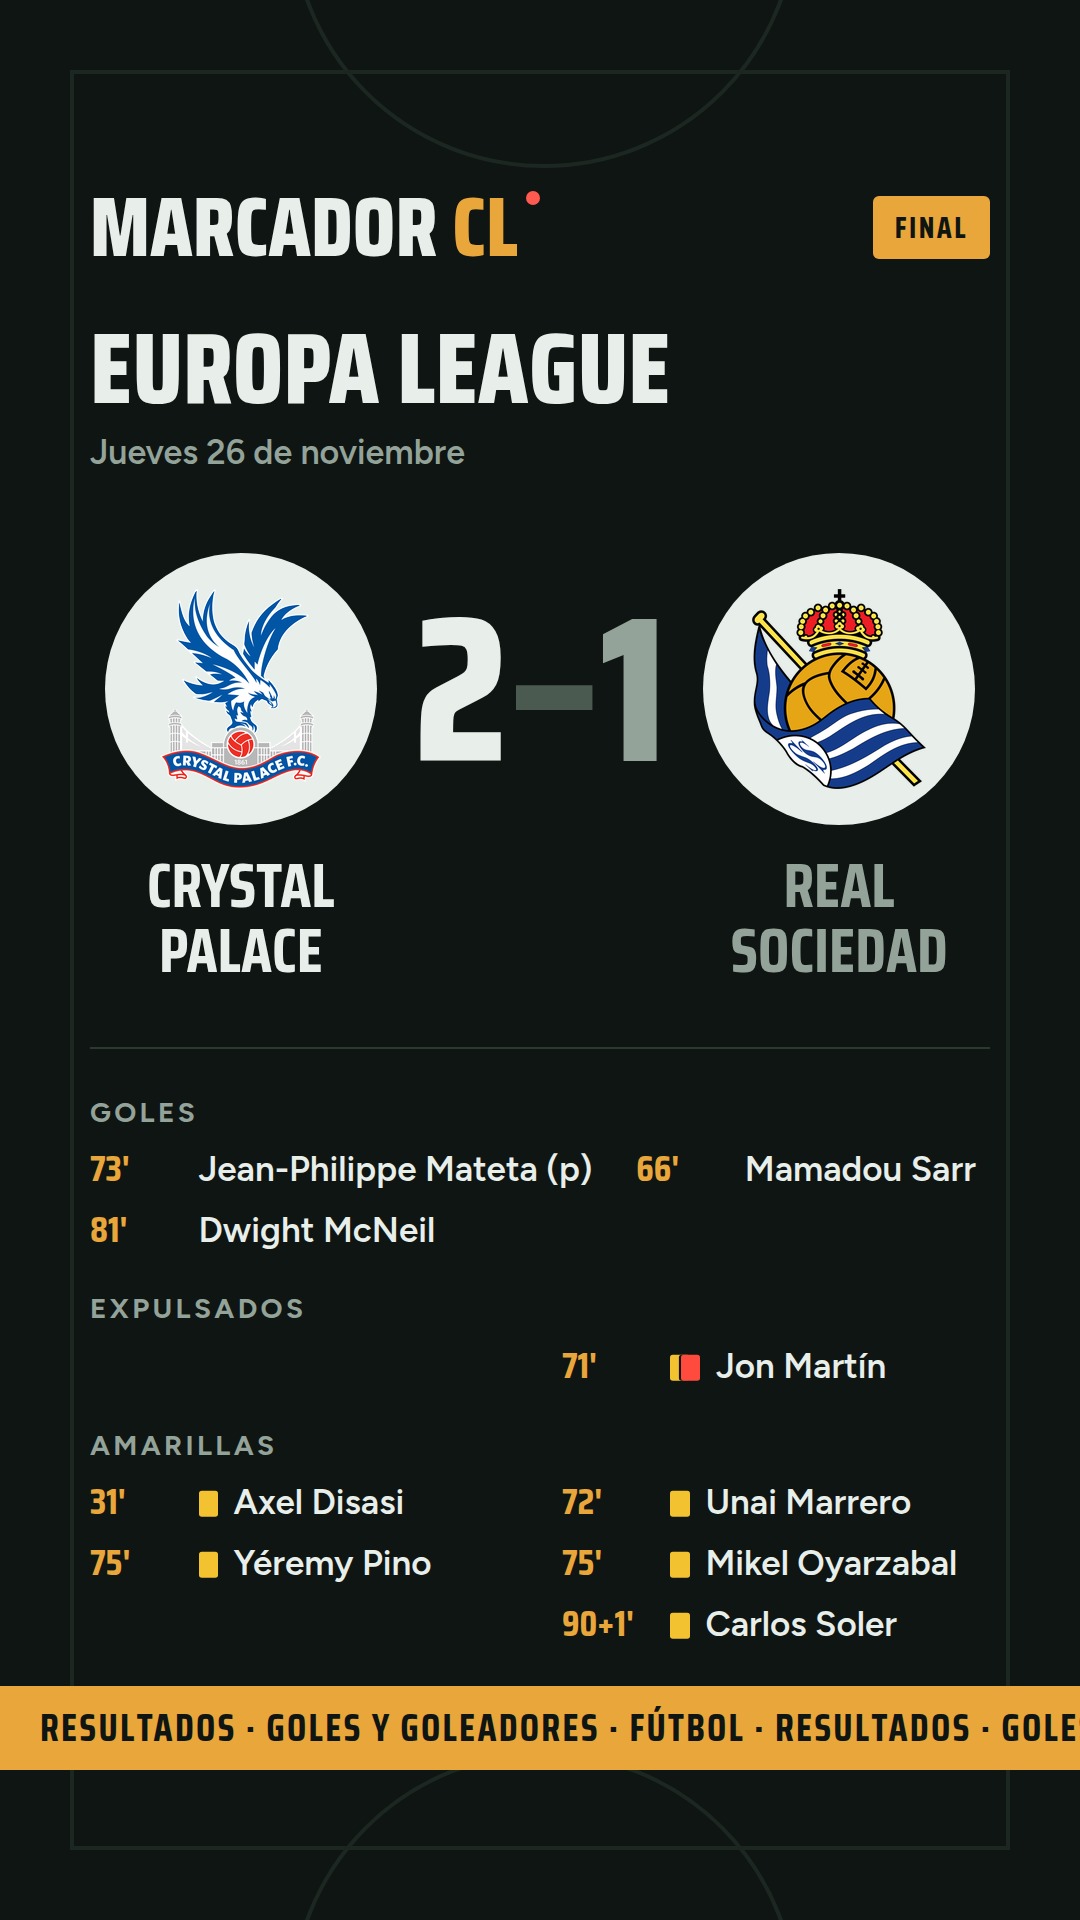 MARCADOR CL
FINAL
EUROPA LEAGUE
Jueves 26 de noviembre
2–1
CRYSTAL PALACE F.C.
1861
CRYSTAL
PALACE
REAL
SOCIEDAD
GOLES
73' Jean-Philippe Mateta (p) 66' Mamadou Sarr
81' Dwight McNeil
EXPULSADOS
71' Jon Martín
AMARILLAS
31' Axel Disasi 72' Unai Marrero
75' Yéremy Pino 75' Mikel Oyarzabal
90+1' Carlos Soler
RESULTADOS · GOLES Y GOLEADORES · FÚTBOL · RESULTADOS · GOLES